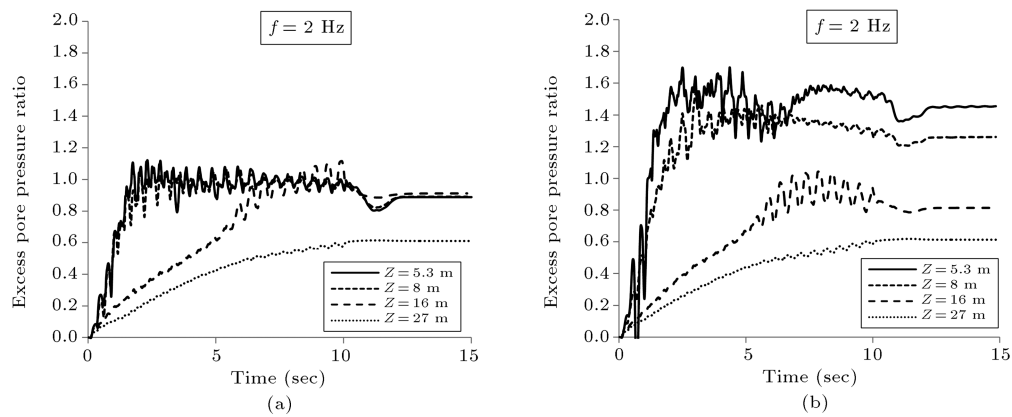 f = 2 Hz
Excess pore pressure ratio
2.0
1.8
1.6
1.4
1.2
1.0
0.8
0.6
0.4
0.2
0.0
Z = 5.3 m
Z = 8 m
Z = 16 m
Z = 27 m
0 5 10 15
Time (sec)
(a)
f = 2 Hz
Excess pore pressure ratio
2.0
1.8
1.6
1.4
1.2
1.0
0.8
0.6
0.4
0.2
0.0
Z = 5.3 m
Z = 8 m
Z = 16 m
Z = 27 m
0 5 10 15
Time (sec)
(b)